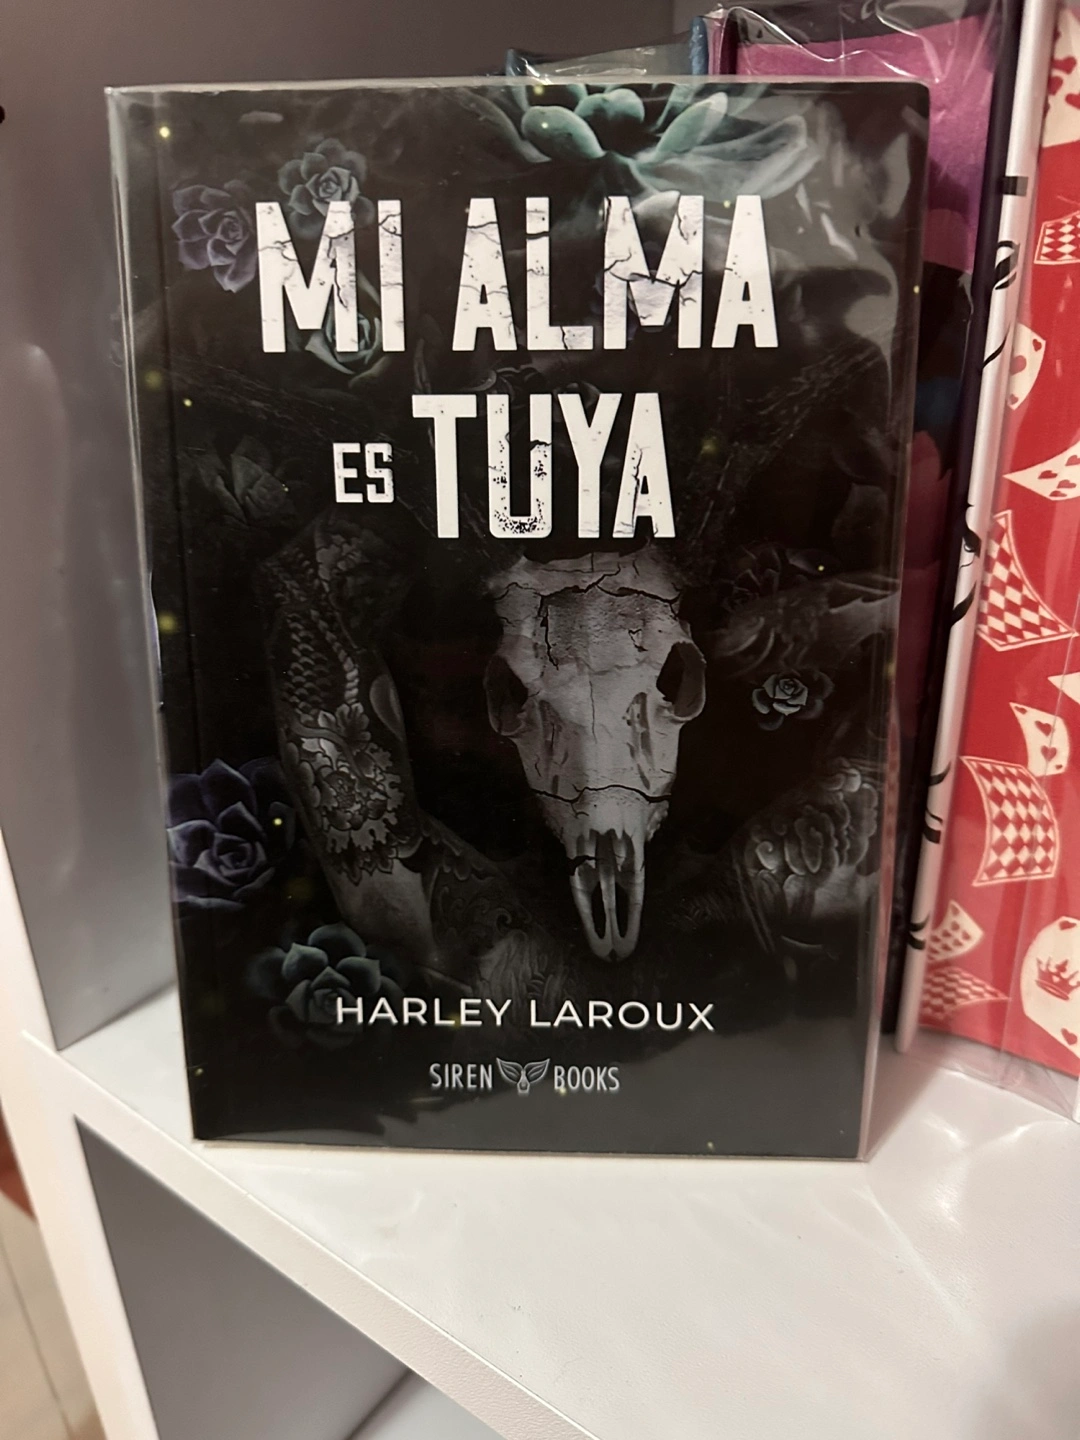 MI ALMA
ES TUYA
HARLEY LAROUX
SIREN BOOKS